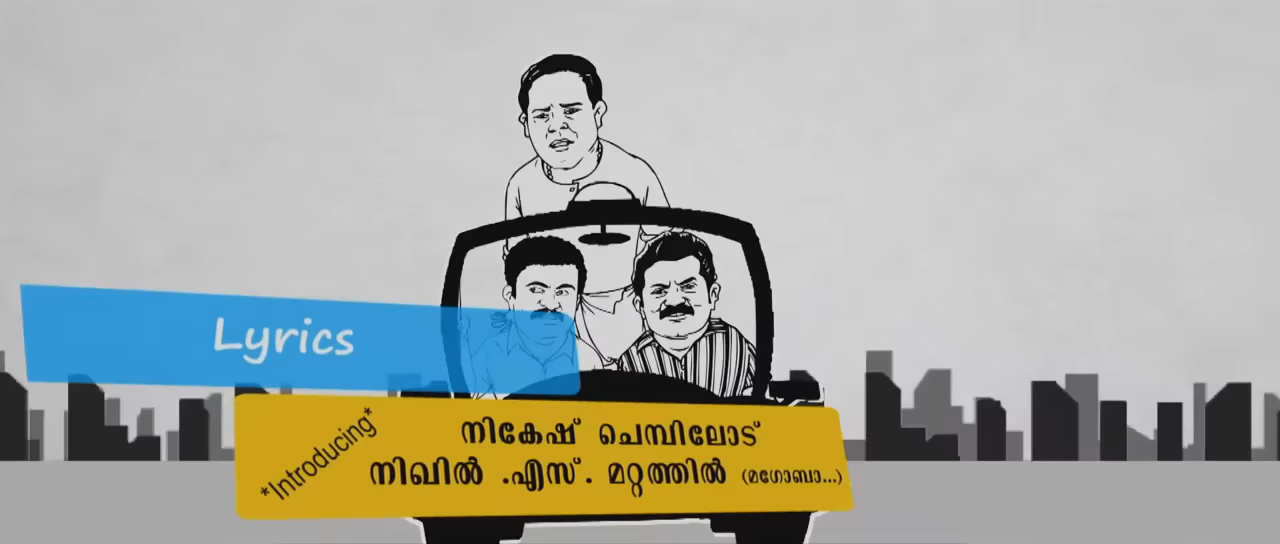 Lyrics
*Introducing*
നികേഷ് ചെമ്പിലോട്
നിഖിൽ .എസ്. മറ്റത്തിൽ (മഗോബാ...)